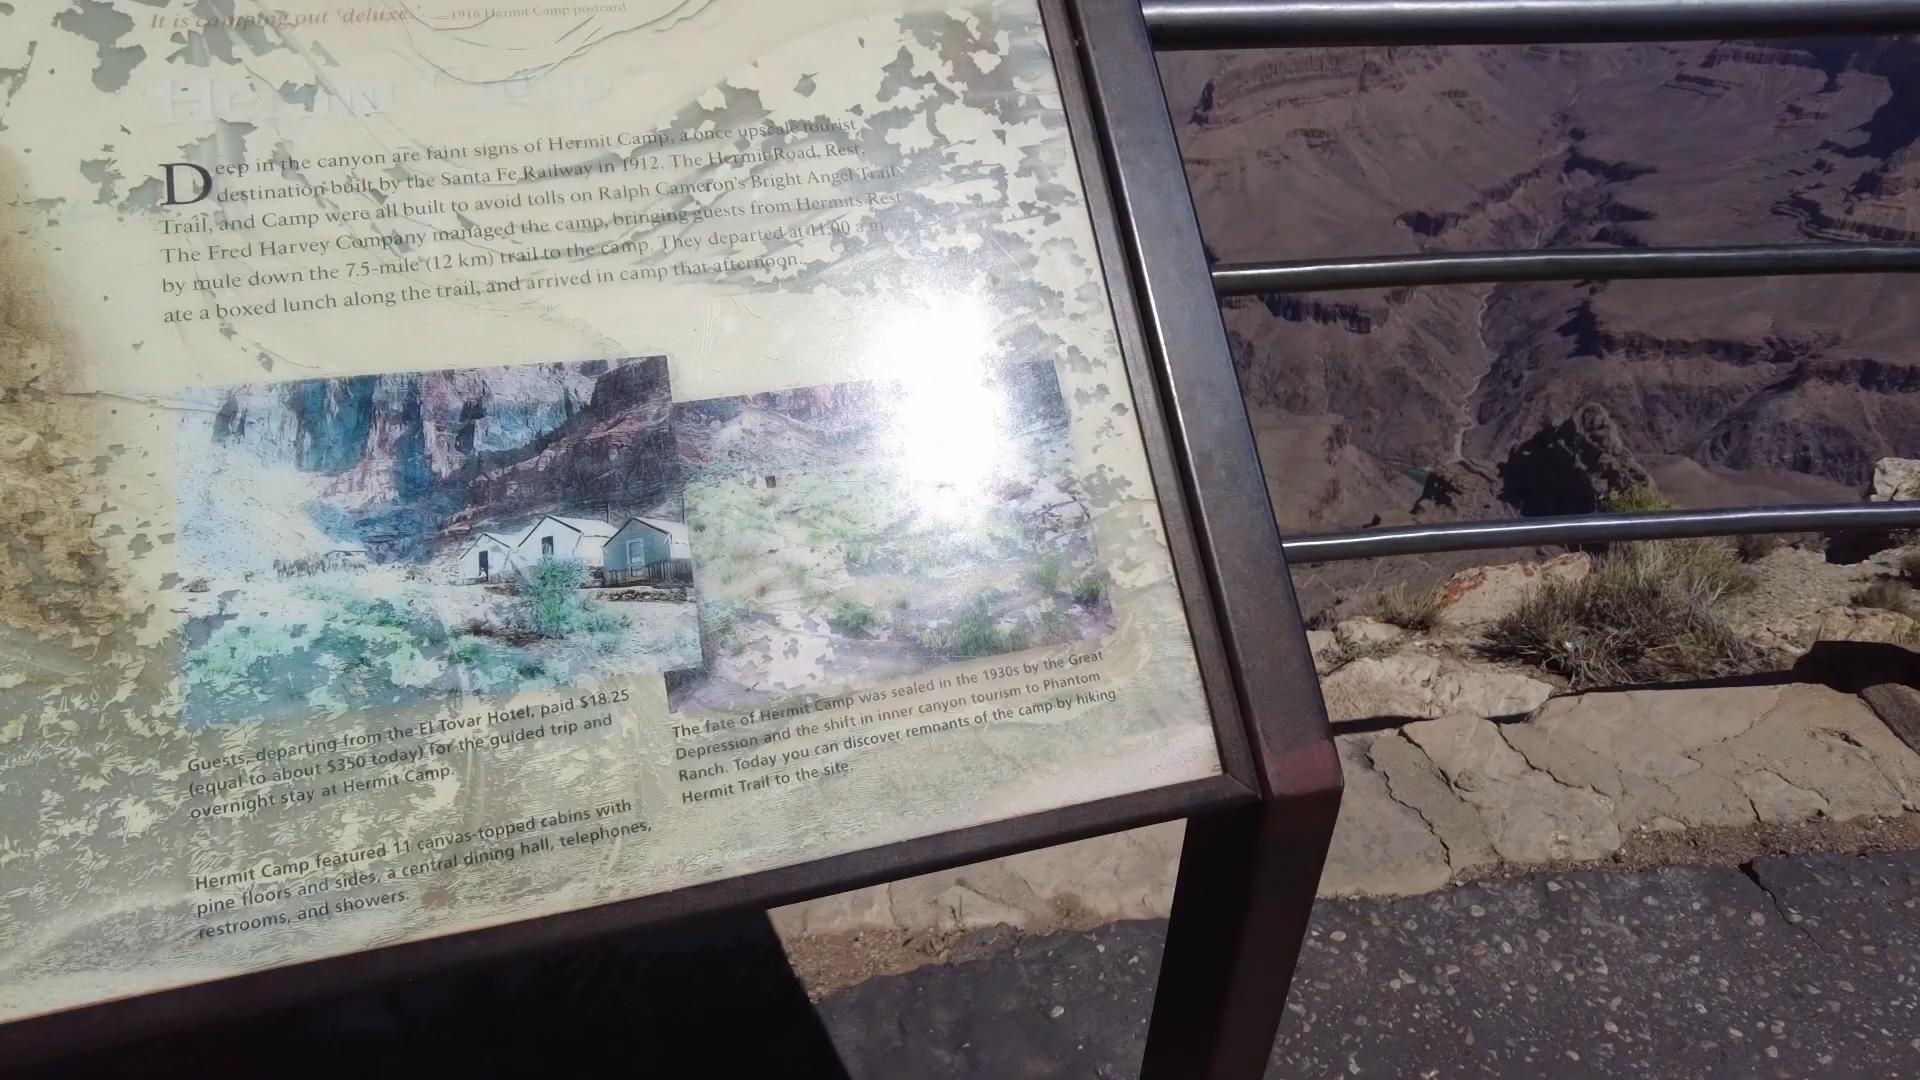 It is camping out 'deluxe.' —1916 Hermit Camp postcard
Hermit Camp
Deep in the canyon are faint signs of Hermit Camp, a once upscale tourist
destination built by the Santa Fe Railway in 1912. The Hermit Road, Rest,
Trail, and Camp were all built to avoid tolls on Ralph Cameron's Bright Angel Trail.
The Fred Harvey Company managed the camp, bringing guests from Hermits Rest
by mule down the 7.5-mile (12 km) trail to the camp. They departed at 11:00 a.m.
ate a boxed lunch along the trail, and arrived in camp that afternoon.
Guests, departing from the El Tovar Hotel, paid $18.25
(equal to about $350 today) for the guided trip and
overnight stay at Hermit Camp.
Hermit Camp featured 11 canvas-topped cabins with
pine floors and sides, a central dining hall, telephones,
restrooms, and showers.
The fate of Hermit Camp was sealed in the 1930s by the Great
Depression and the shift in inner canyon tourism to Phantom
Ranch. Today you can discover remnants of the camp by hiking
Hermit Trail to the site.